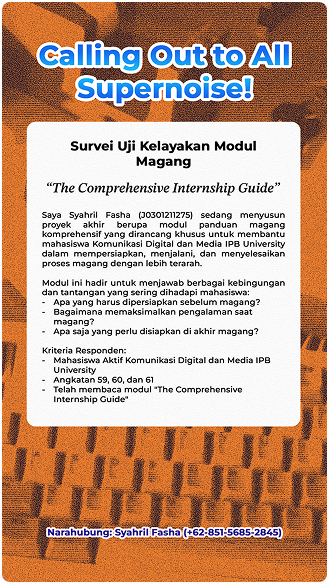 Calling Out to All
Supernoise!
Survei Uji Kelayakan Modul
Magang
“The Comprehensive Internship Guide”
Saya Syahril Fasha (J0301211275) sedang menyusun
proyek akhir berupa modul panduan magang
komprehensif yang dirancang khusus untuk membantu
mahasiswa Komunikasi Digital dan Media IPB University
dalam mempersiapkan, menjalani, dan menyelesaikan
proses magang dengan lebih terarah.
Modul ini hadir untuk menjawab berbagai kebingungan
dan tantangan yang sering dihadapi mahasiswa:
- Apa yang harus dipersiapkan sebelum magang?
- Bagaimana memaksimalkan pengalaman saat
magang?
- Apa saja yang perlu disiapkan di akhir magang?
Kriteria Responden:
- Mahasiswa Aktif Komunikasi Digital dan Media IPB
University
- Angkatan 59, 60, dan 61
- Telah membaca modul "The Comprehensive
Internship Guide"
Narahubung: Syahril Fasha (+62-851-5685-2845)